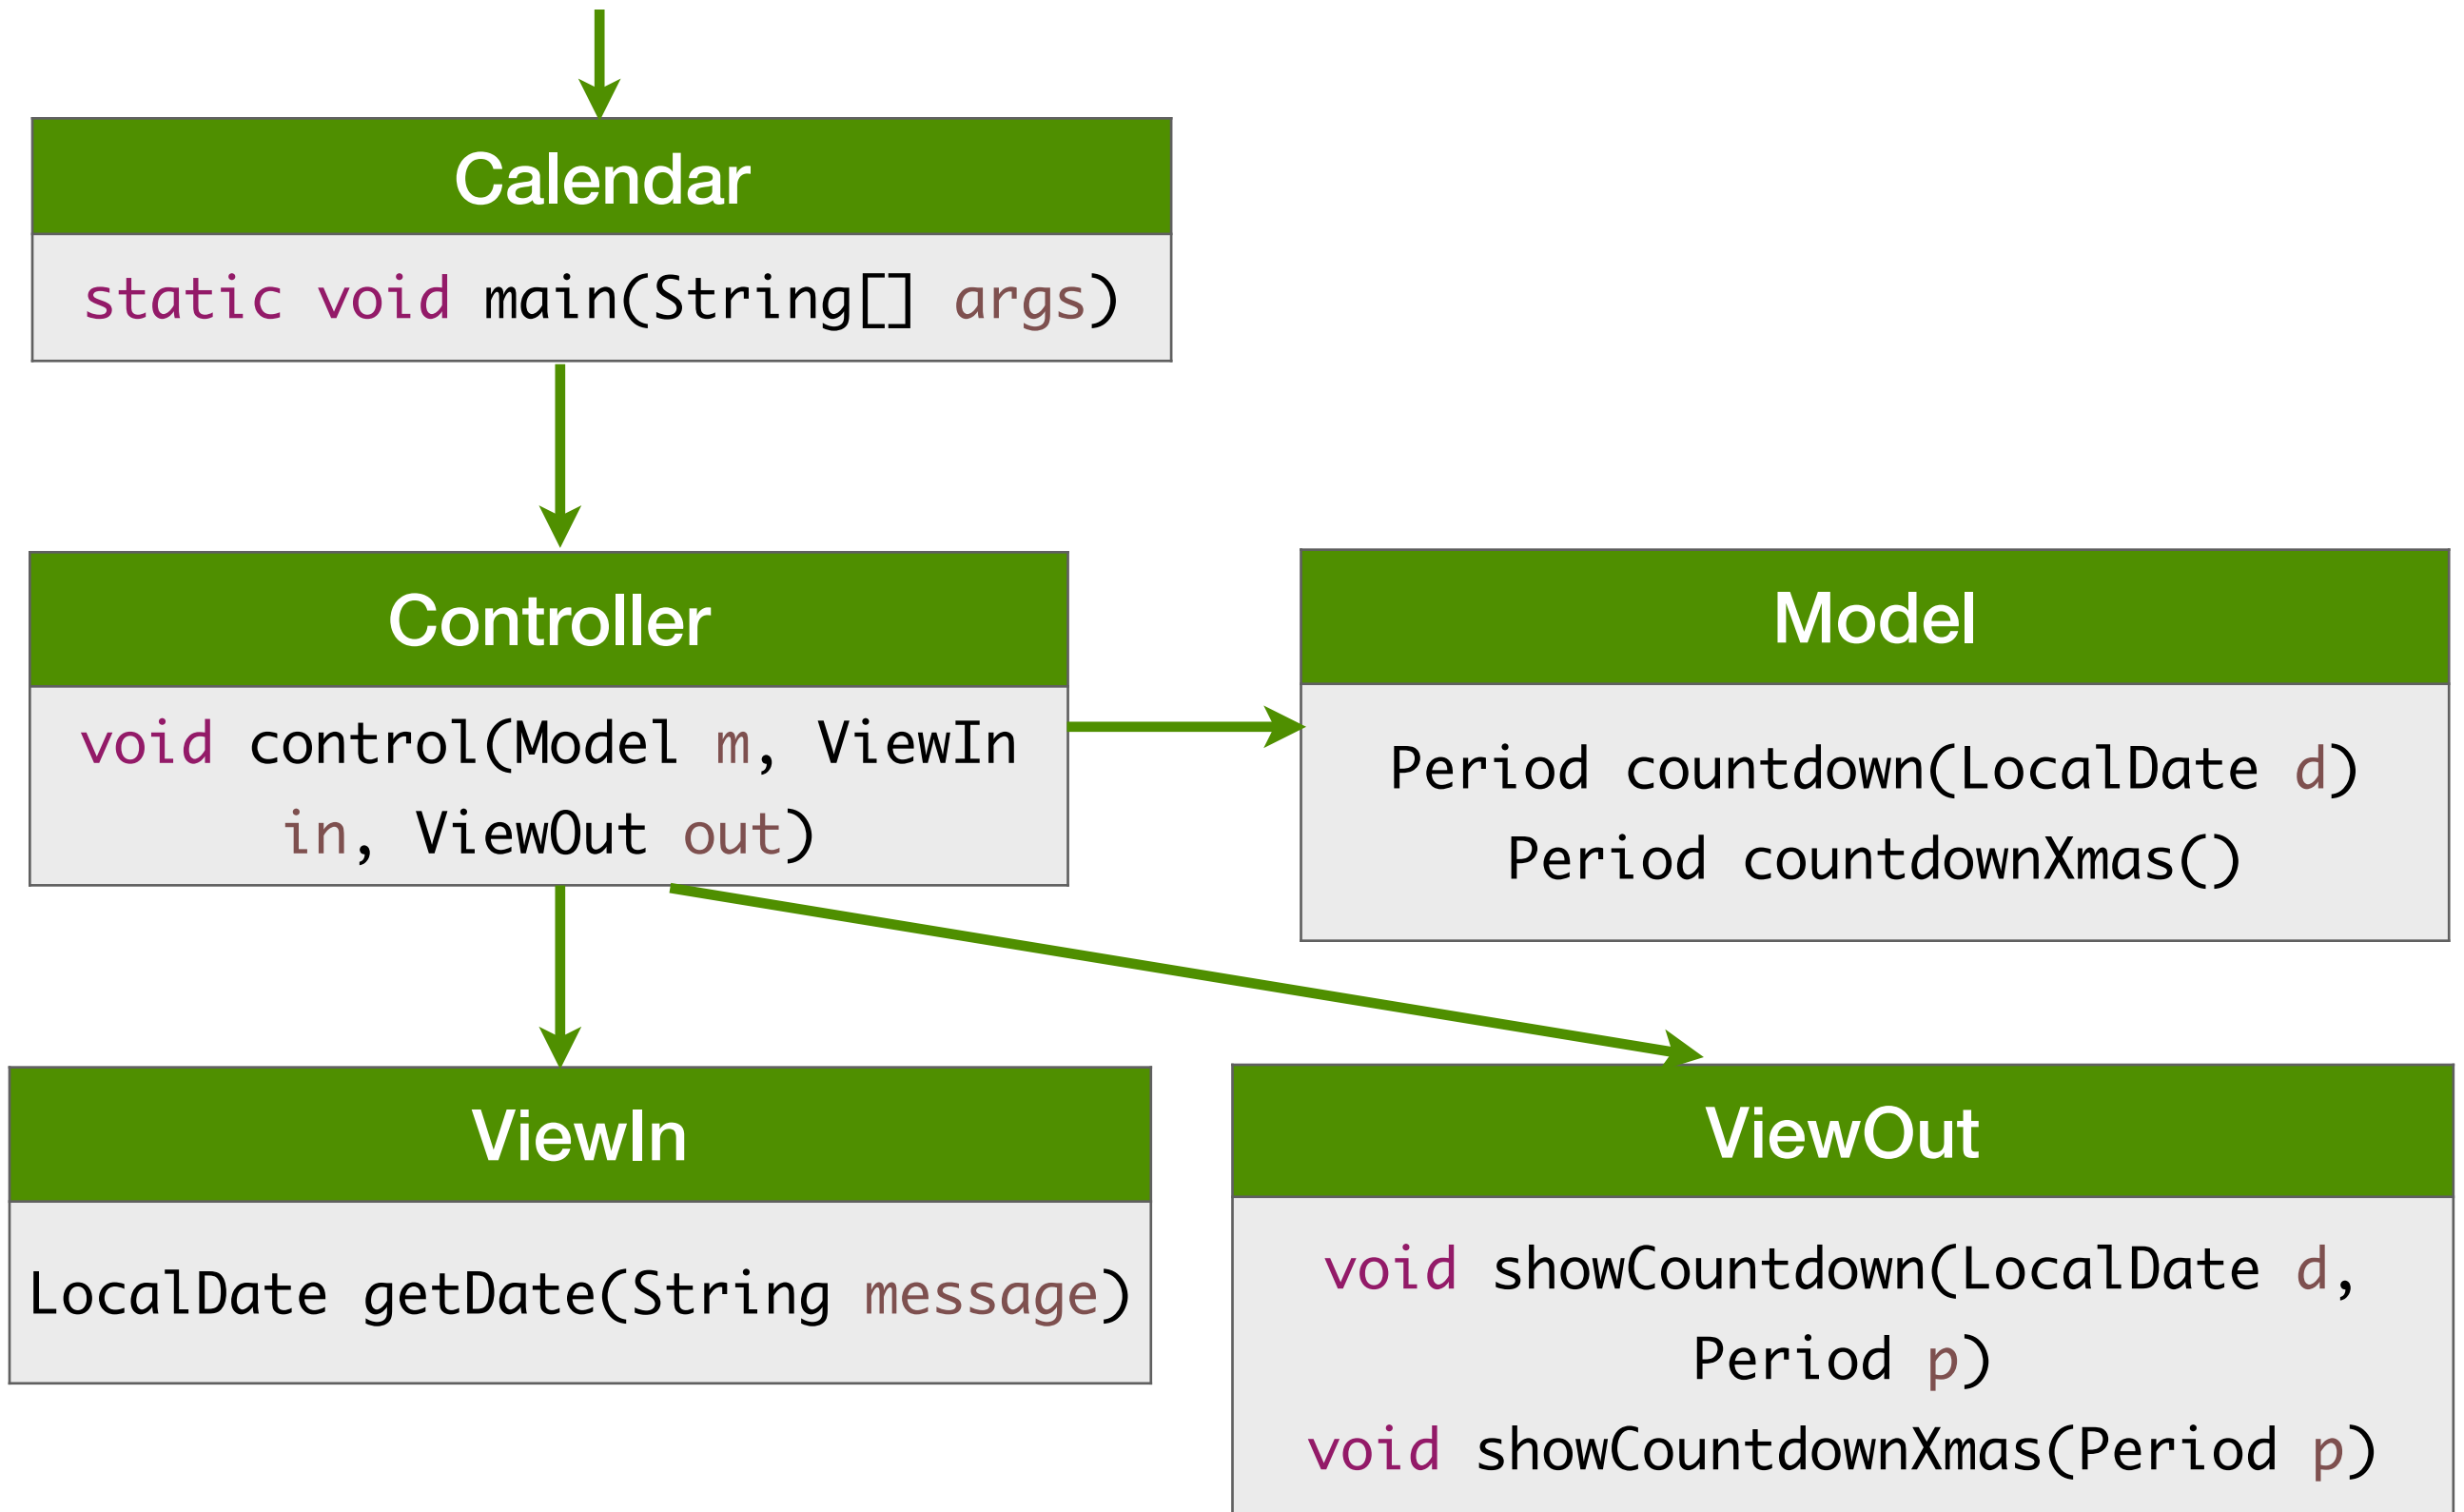 Calendar
static void main(String[] args)
Controller
void control(Model m, ViewIn
in, ViewOut out)
Model
Period countdown(LocalDate d)
Period countdownXmas()
ViewIn
LocalDate getDate(String message)
ViewOut
void showCountdown(LocalDate d,
Period p)
void showCountdownXmas(Period p)